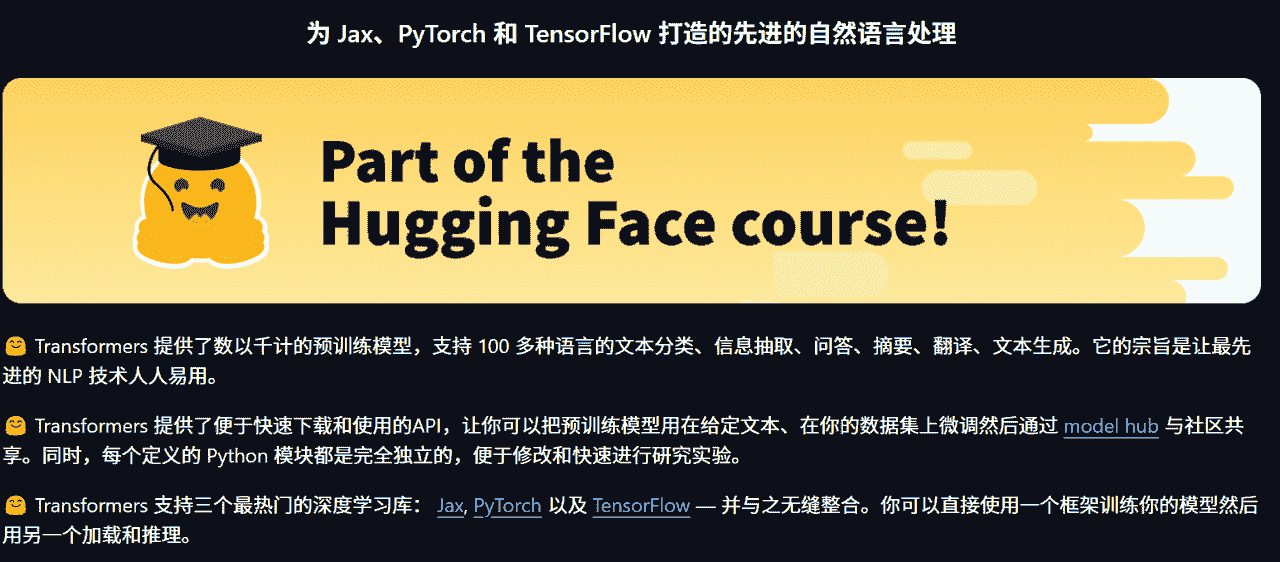 为 Jax、PyTorch 和 TensorFlow 打造的先进的自然语言处理
Part of the
Hugging Face course!
🤗 Transformers 提供了数以千计的预训练模型，支持 100 多种语言的文本分类、信息抽取、问答、摘要、翻译、文本生成。它的宗旨是让最先
进的 NLP 技术人人易用。
🤗 Transformers 提供了便于快速下载和使用的API，让你可以把预训练模型用在给定文本、在你的数据集上微调然后通过 model hub 与社区共
享。同时，每个定义的 Python 模块都是完全独立的，便于修改和快速进行研究实验。
🤗 Transformers 支持三个最热门的深度学习库： Jax, PyTorch 以及 TensorFlow — 并与之无缝整合。你可以直接使用一个框架训练你的模型然后
用另一个加载和推理。